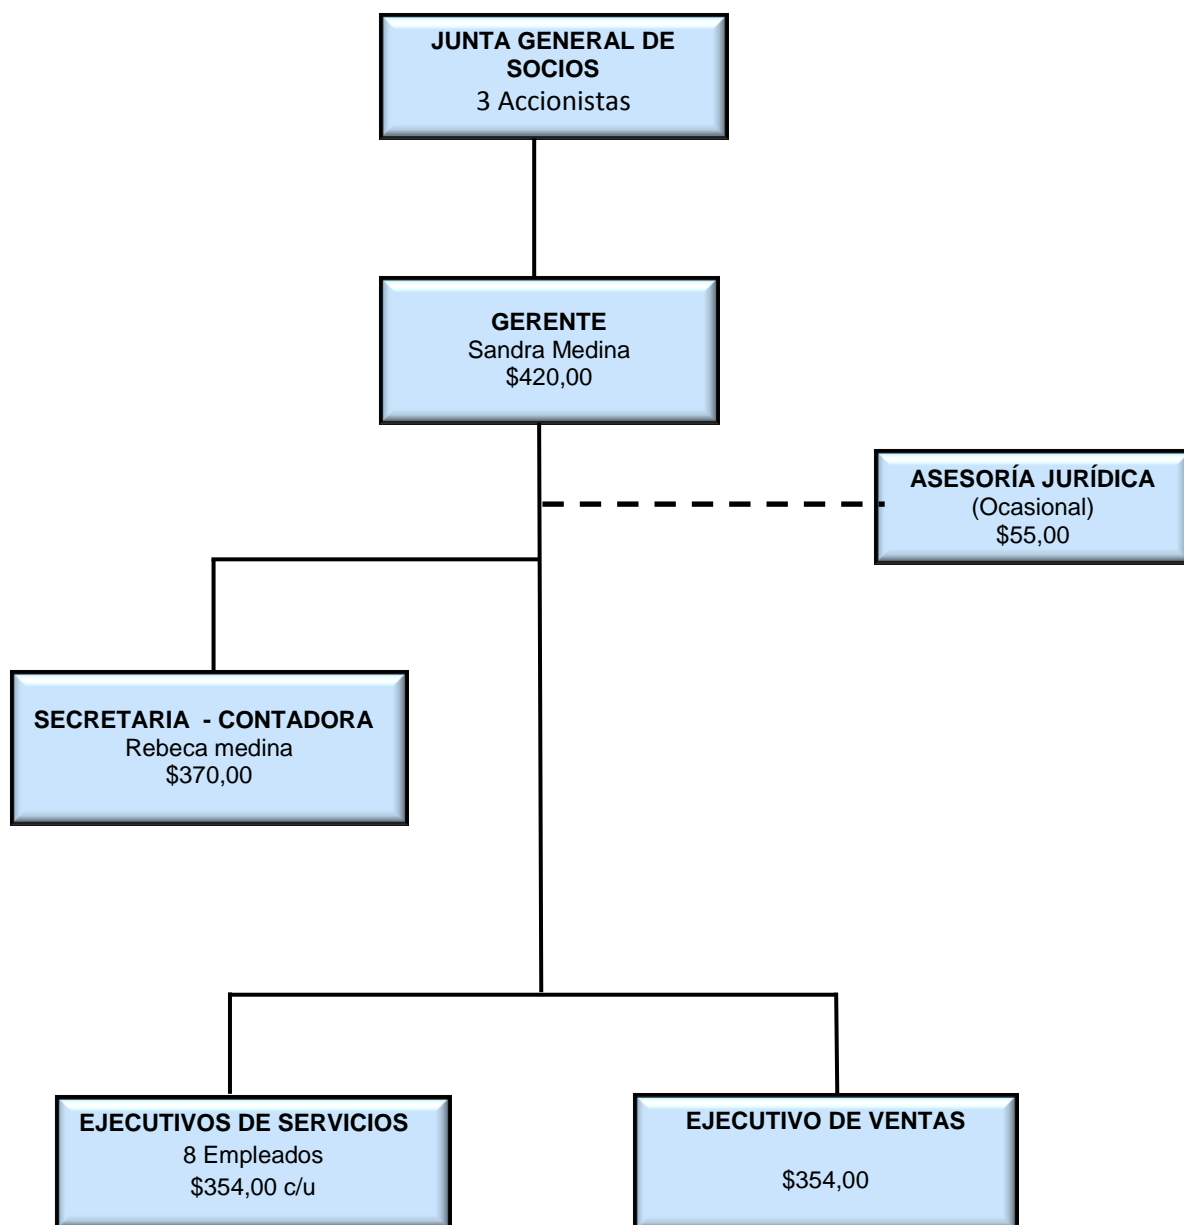 JUNTA GENERAL DE
SOCIOS
3 Accionistas
GERENTE
Sandra Medina
$420,00
ASESORÍA JURÍDICA
(Ocasional)
$55,00
SECRETARIA - CONTADORA
Rebeca medina
$370,00
EJECUTIVOS DE SERVICIOS
8 Empleados
$354,00 c/u
EJECUTIVO DE VENTAS
$354,00